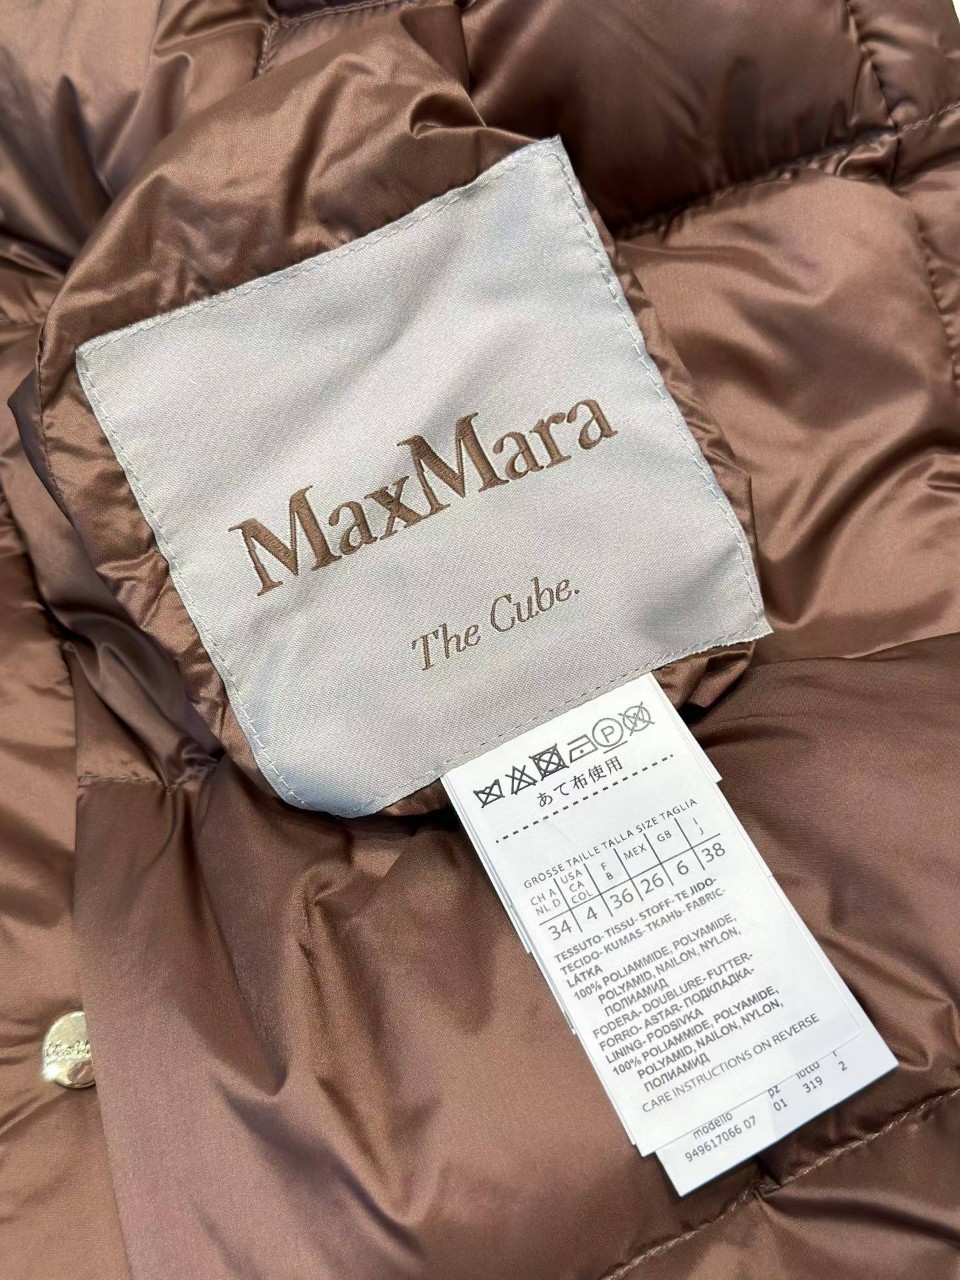 MaxMara
The Cube.
P
あて布使用
GRÖSSE TAILLE TALLA SIZE TAGLIA
CH A USA F MEX GB I
NL D CA B J
COL
34 4 36 26 6 38
TESSUTO-TISSU-STOFF-TEJIDO-
TECIDO-KUMAS-TKAHЬ-FABRIC-
LÁTKA
100% POLIAMMIDE, POLYAMIDE,
POLYAMID, NAILON, NYLON,
ПОЛИАМИД
FODERA-DOUBLURE-FUTTER-
FORRO-ASTAR-ПОДКЛАДКА-
LINING-PODSIVKA
100% POLIAMMIDE, POLYAMIDE,
POLYAMID, NAILON, NYLON,
ПОЛИАМИД
CARE INSTRUCTIONS ON REVERSE
modello pz lotto r
949617066 07 01 319 2